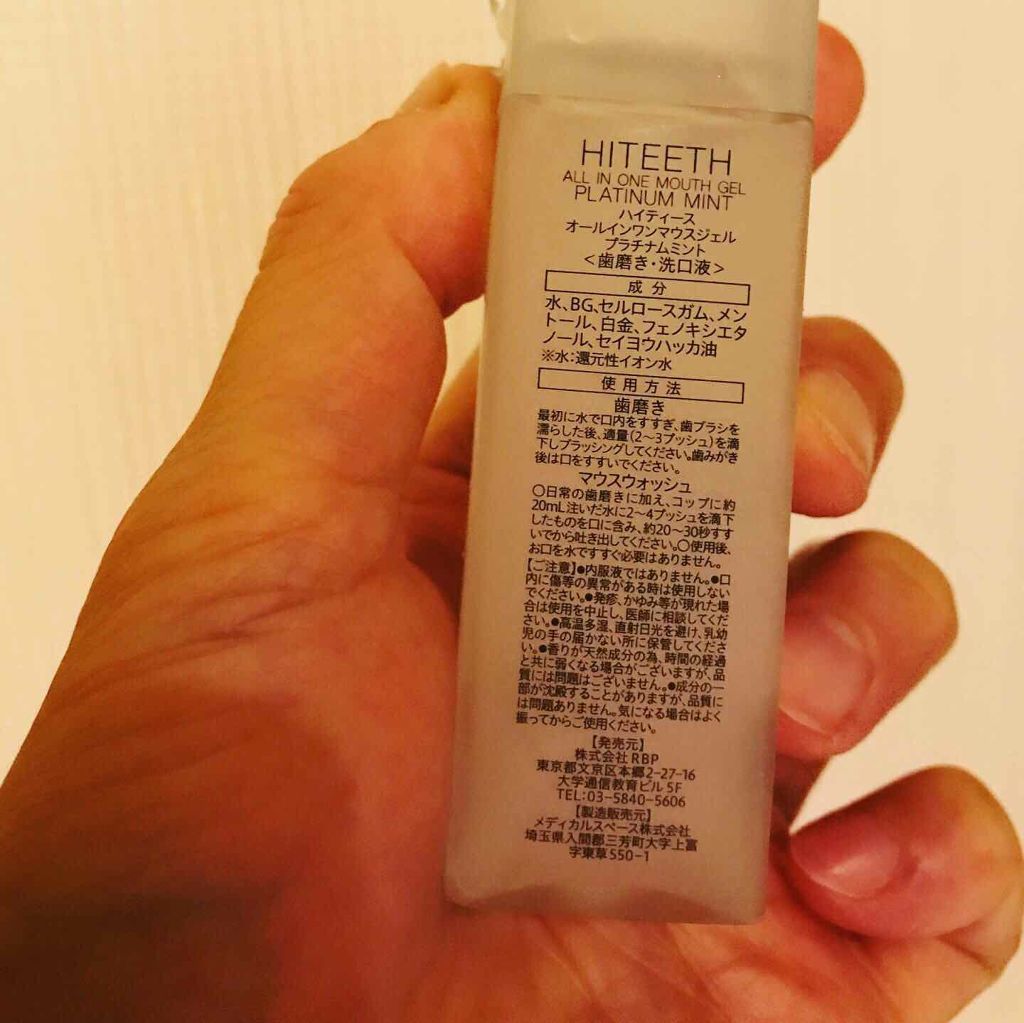 HITEETH
ALL IN ONE MOUTH GEL
PLATINUM MINT
ハイティース
オールインワンマウスジェル
プラチナムミント
<歯磨き・洗口液>
成分
水、BG、セルロースガム、メン
トール、白金、フェノキシエタ
ノール、セイヨウハッカ油
※水:還元性イオン水
使用方法
歯磨き
最初に水で口内をすすぎ、歯ブラシを
濡らした後、適量(2〜3プッシュ)を滴
下しブラッシングしてください。歯みがき
後は口をすすいでください。
マウスウォッシュ
〇日常の歯磨きに加え、コップに約
20mL注いだ水に2〜4プッシュを滴下
したものを口に含み、約20〜30秒すす
いでから吐き出してください。〇使用後、
お口を水ですすぐ必要はありません。
【ご注意】●内服液ではありません。●口
内に傷等の異常がある時は使用しない
でください。●発疹、かゆみ等が現れた場
合は使用を中止し、医師に相談してくだ
さい。●高温多湿、直射日光を避け、乳幼
児の手の届かない所に保管してくださ
い。●香りが天然成分の為、時間の経過
と共に弱くなる場合がございますが、品
質には問題はございません。●成分の一
部が沈殿することがありますが、品質に
は問題ありません。気になる場合はよく
振ってからご使用ください。
【発売元】
株式会社RBP
東京都文京区本郷2-27-16
大学通信教育ビル5F
TEL:03-5840-5606
【製造販売元】
メディカルスペース株式会社
埼玉県入間郡三芳町大字上富
字東草550-1